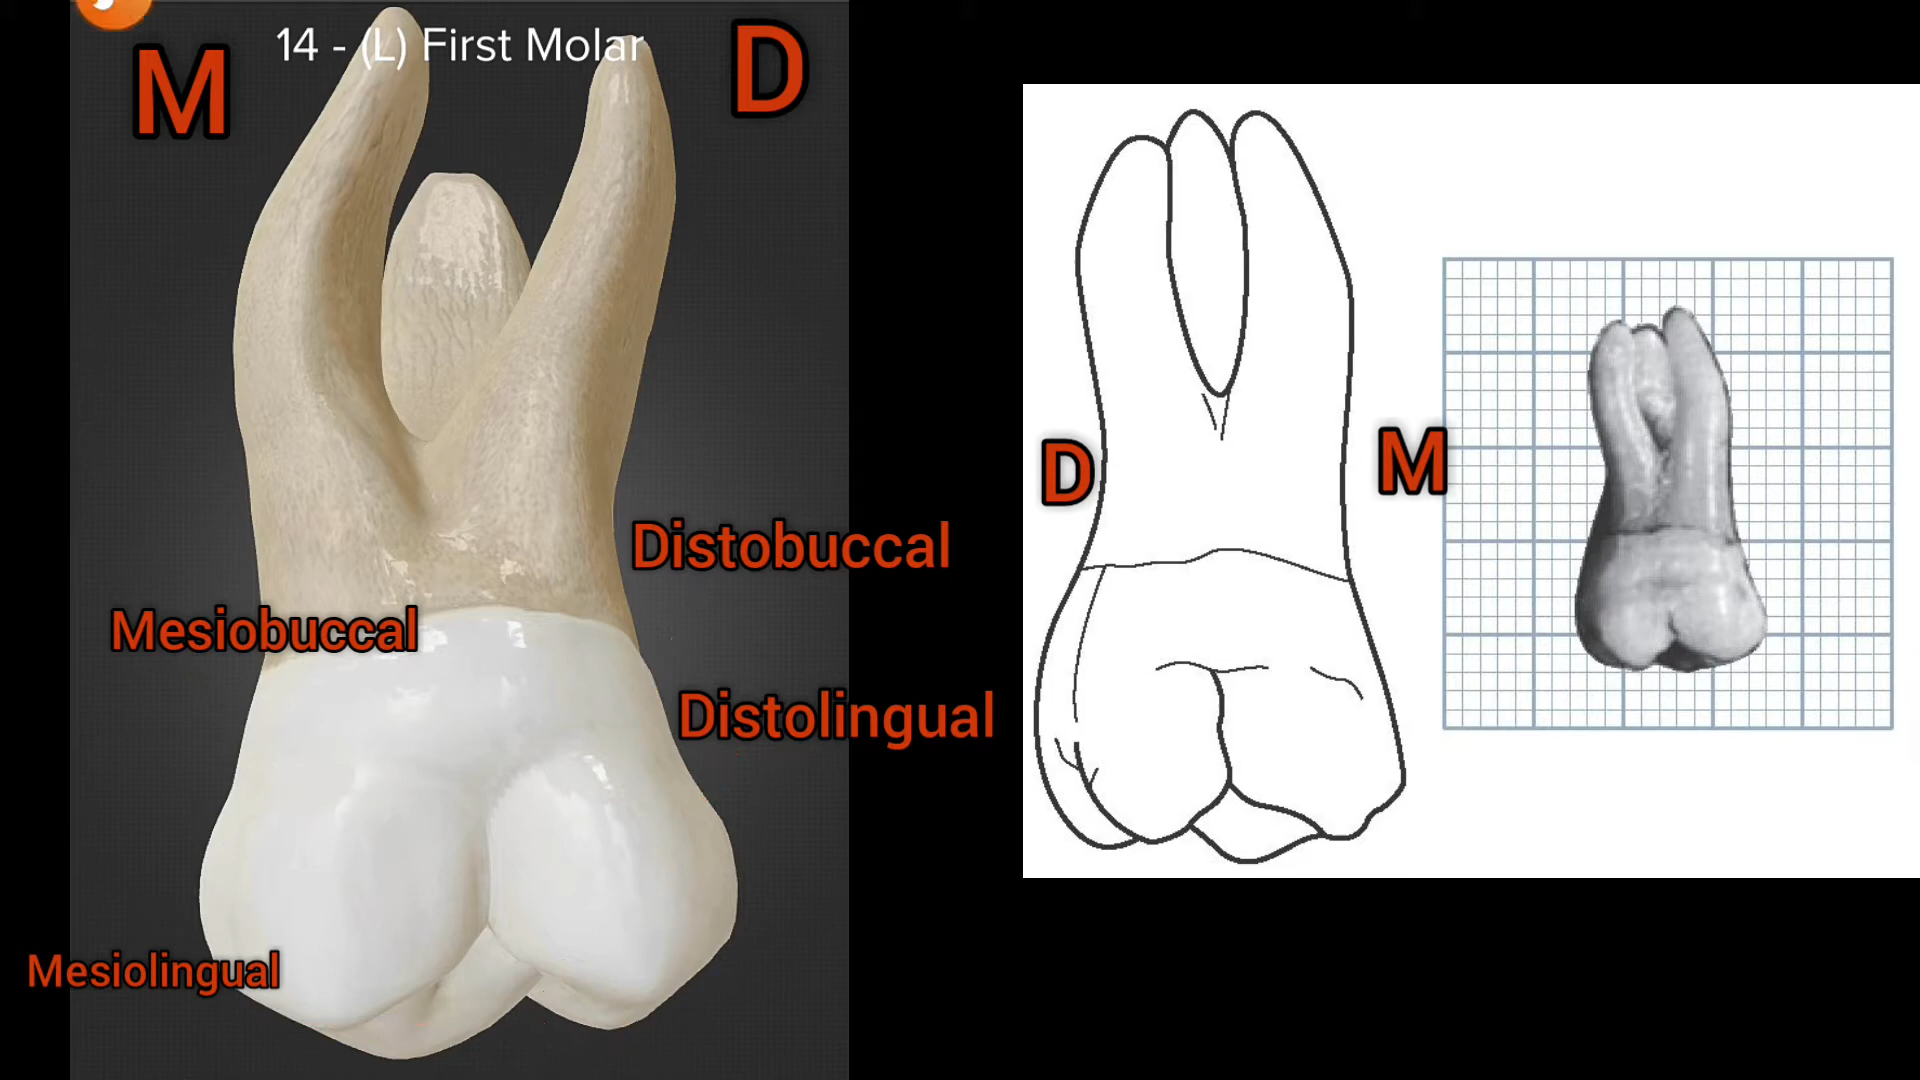 14 - (L) First Molar
M
D
D
M
Distobuccal
Mesiobuccal
Distolingual
Mesiolingual